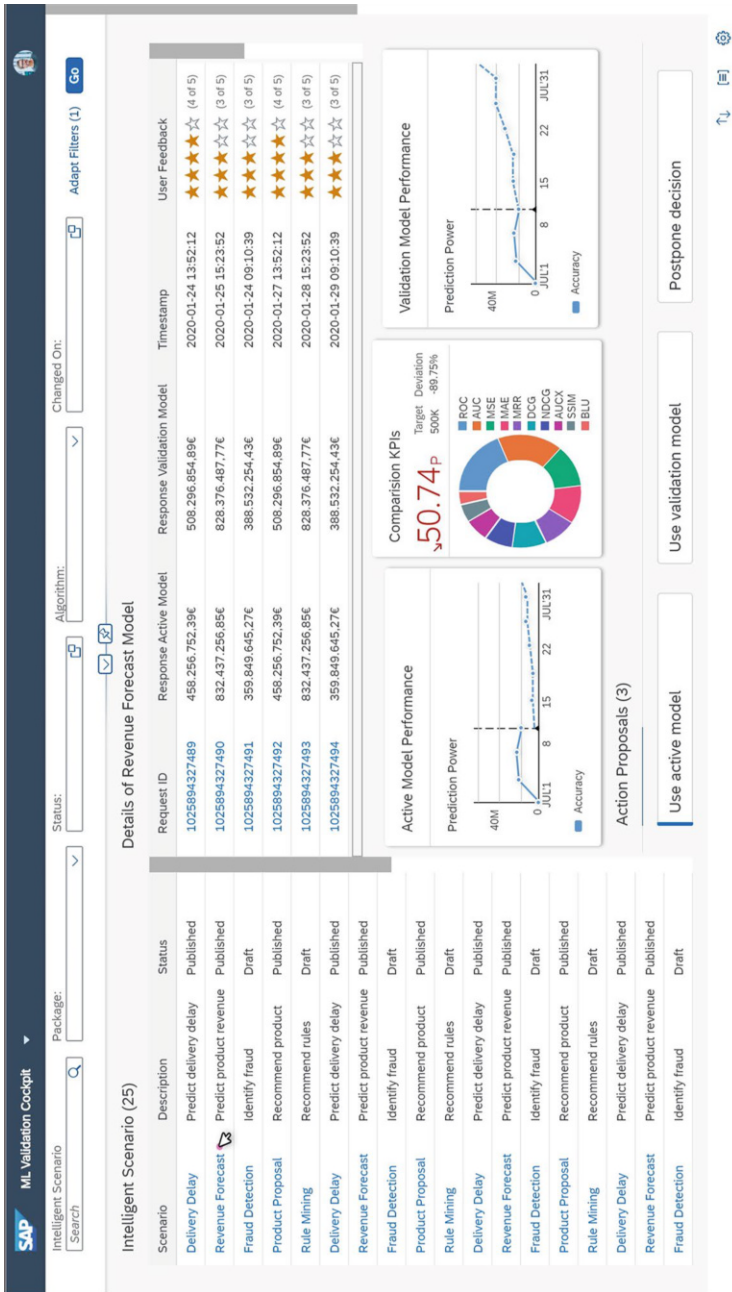 SAP ML Validation Cockpit
Intelligent Scenario Package: Status: Algorithm: Changed On:
Search Adapt Filters (1) Go
Intelligent Scenario (25)
Scenario Description Status
Delivery Delay Predict delivery delay Published
Revenue Forecast Predict product revenue Published
Fraud Detection Identify fraud Draft
Product Proposal Recommend product Published
Rule Mining Recommend rules Draft
Delivery Delay Predict delivery delay Published
Revenue Forecast Predict product revenue Published
Fraud Detection Identify fraud Draft
Product Proposal Recommend product Published
Rule Mining Recommend rules Draft
Delivery Delay Predict delivery delay Published
Revenue Forecast Predict product revenue Published
Fraud Detection Identify fraud Draft
Product Proposal Recommend product Published
Rule Mining Recommend rules Draft
Delivery Delay Predict delivery delay Published
Revenue Forecast Predict product revenue Published
Fraud Detection Identify fraud Draft
Details of Revenue Forecast Model
Request ID Response Active Model Response Validation Model Timestamp User Feedback
1025894327489 458.256.752,39€ 508.296.854,89€ 2020-01-24 13:52:12 (4 of 5)
1025894327490 832.437.256,85€ 828.376.487,77€ 2020-01-25 15:23:52 (3 of 5)
1025894327491 359.849.645,27€ 388.532.254,43€ 2020-01-24 09:10:39 (3 of 5)
1025894327492 458.256.752,39€ 508.296.854,89€ 2020-01-27 13:52:12 (4 of 5)
1025894327493 832.437.256,85€ 828.376.487,77€ 2020-01-28 15:23:52 (3 of 5)
1025894327494 359.849.645,27€ 388.532.254,43€ 2020-01-29 09:10:39 (3 of 5)
Active Model Performance
Prediction Power
40M
0
JUL'1 8 15 22 JUL'31
Accuracy
Comparision KPIs
50.74P
Target Deviation
500K -89.75%
ROC
AUC
MSE
MAE
MRR
DCG
NDCG
AUCX
SSIM
BLU
Validation Model Performance
Prediction Power
40M
0
JUL'1 8 15 22 JUL'31
Accuracy
Action Proposals (3)
Use active model Use validation model Postpone decision